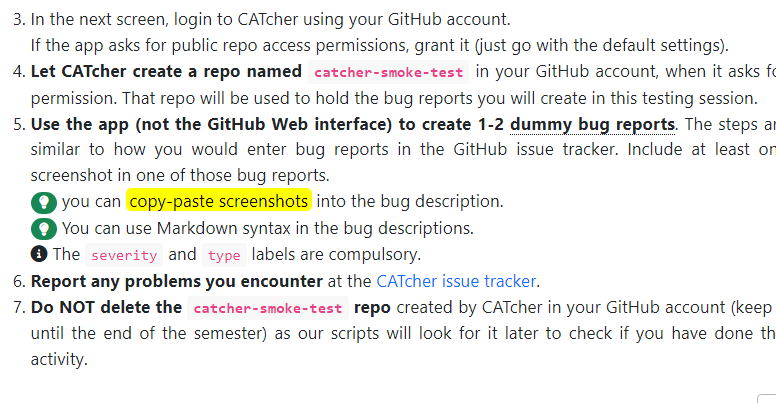 3. In the next screen, login to CATcher using your GitHub account.
If the app asks for public repo access permissions, grant it (just go with the default settings).
4. Let CATcher create a repo named catcher-smoke-test in your GitHub account, when it asks
permission. That repo will be used to hold the bug reports you will create in this testing session.
5. Use the app (not the GitHub Web interface) to create 1-2 dummy bug reports. The steps
similar to how you would enter bug reports in the GitHub issue tracker. Include at least
screenshot in one of those bug reports.
you can copy-paste screenshots into the bug description.
You can use Markdown syntax in the bug descriptions.
The severity and type labels are compulsory.
6. Report any problems you encounter at the CATcher issue tracker.
7. Do NOT delete the catcher-smoke-test repo created by CATcher in your GitHub account (keep
until the end of the semester) as our scripts will look for it later to check if you have done
activity.